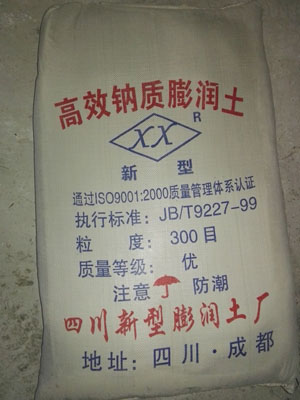 高效钠质膨润土
R
XX
新型
通过ISO9001:2000质量管理体系认证
执行标准：JB/T9227-99
粒度：300目
质量等级：优
注意 防潮
四川新型膨润土厂
地址：四川·成都